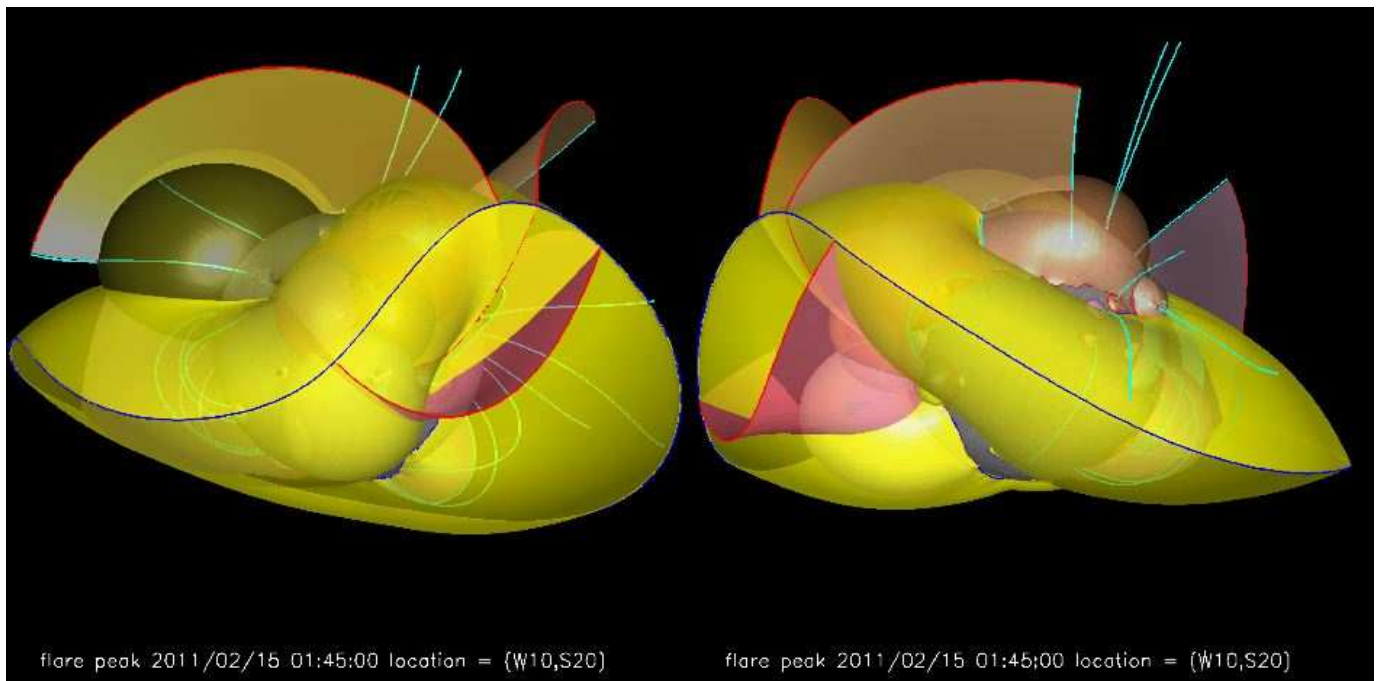 flare peak 2011/02/15 01:45:00 location = (W10,S20)
flare peak 2011/02/15 01:45:00 location = (W10,S20)